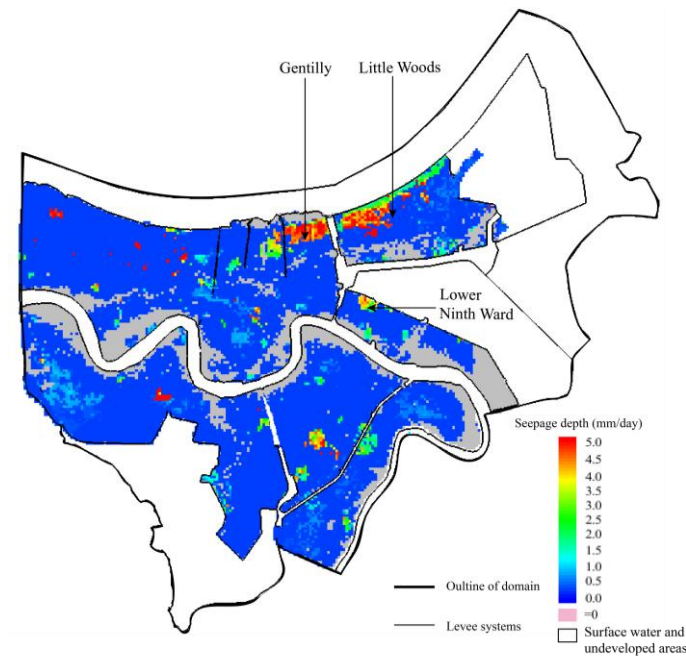 Gentilly
Little Woods
Lower
Ninth Ward
Seepage depth (mm/day)
5.0
4.5
4.0
3.5
3.0
2.5
2.0
1.5
1.0
0.5
0.0
=0
Surface water and
undeveloped areas
Oultine of domain
Levee systems